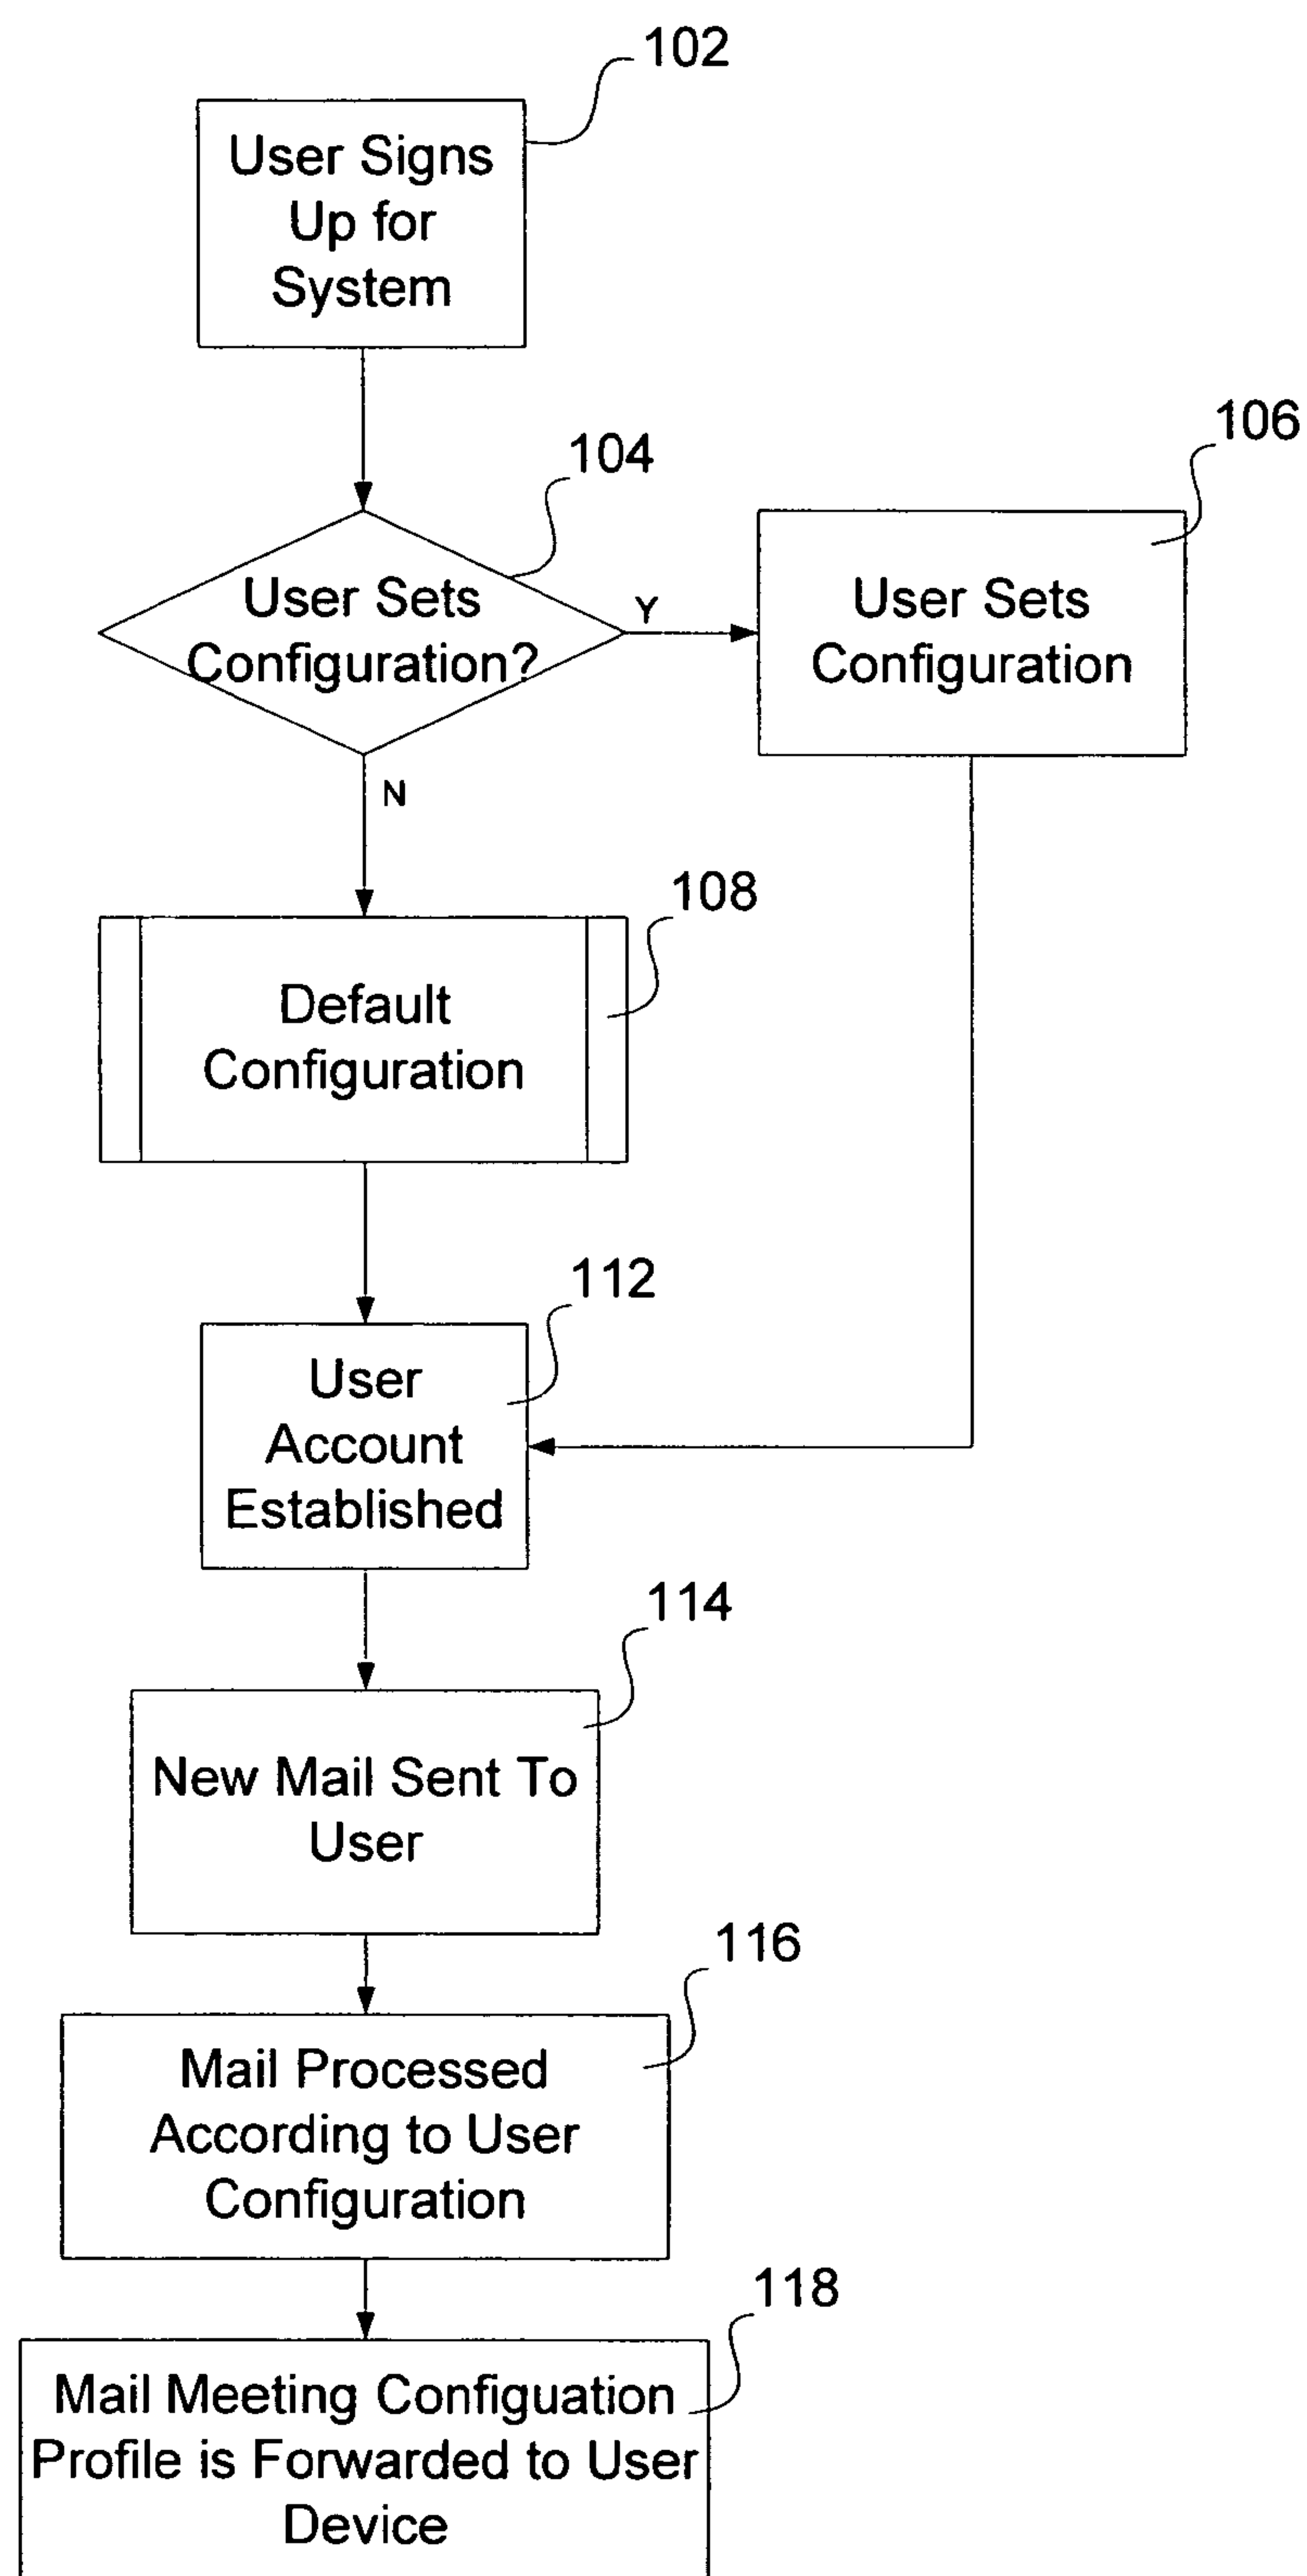 102
User Signs
Up for
System
104
106
User Sets
Configuration?
Y
User Sets
Configuration
N
108
Default
Configuration
112
User
Account
Established
114
New Mail Sent To
User
116
Mail Processed
According to User
Configuration
118
Mail Meeting Configuation
Profile is Forwarded to User
Device